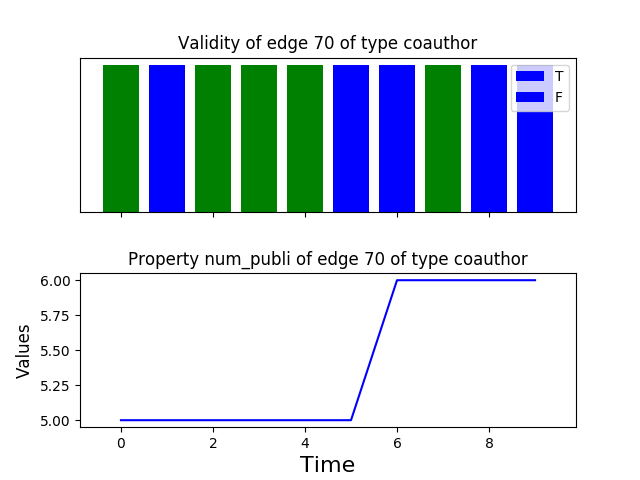 Validity of edge 70 of type coauthor
T
F
Property num_publi of edge 70 of type coauthor
6.00
5.75
5.50
5.25
5.00
Values
0 2 4 6 8
Time